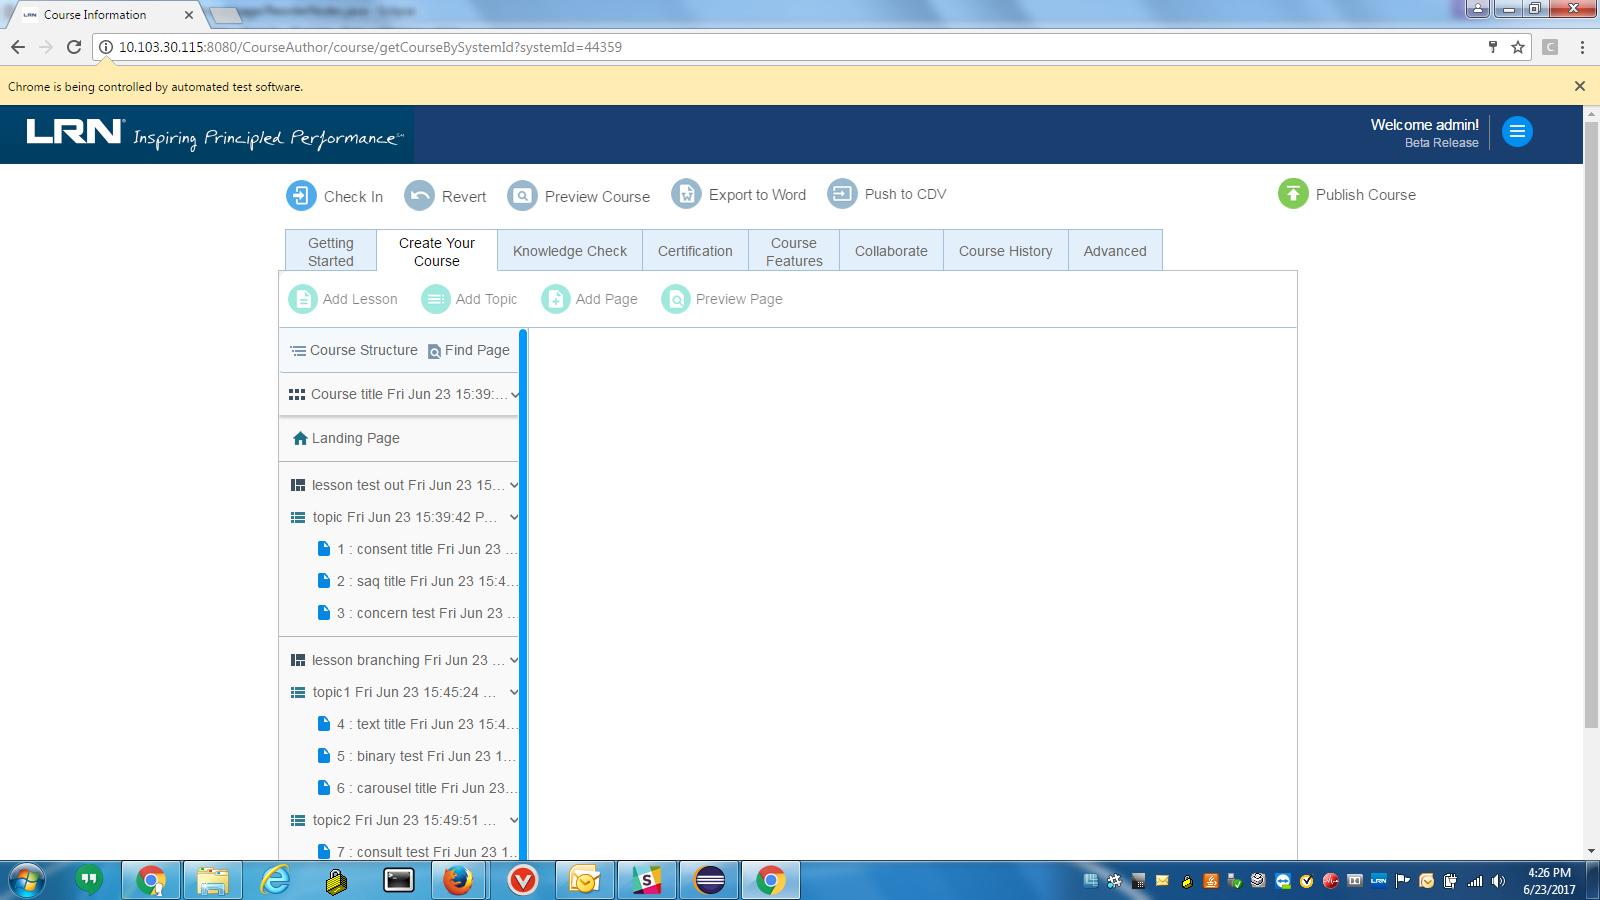 Course Information
10.103.30.115:8080/CourseAuthor/course/getCourseBySystemId?systemId=44359
Chrome is being controlled by automated test software.
LRN Inspiring Principled Performance
Welcome admin!
Beta Release
Check In
Revert
Preview Course
Export to Word
Push to CDV
Publish Course
Getting
Started
Create Your
Course
Knowledge Check
Certification
Course
Features
Collaborate
Course History
Advanced
Add Lesson
Add Topic
Add Page
Preview Page
Course Structure
Find Page
Course title Fri Jun 23 15:39:...
Landing Page
lesson test out Fri Jun 23 15...
topic Fri Jun 23 15:39:42 P...
1 : consent title Fri Jun 23 ...
2 : saq title Fri Jun 23 15:4...
3 : concern test Fri Jun 23 ...
lesson branching Fri Jun 23 ...
topic1 Fri Jun 23 15:45:24 ...
4 : text title Fri Jun 23 15:4...
5 : binary test Fri Jun 23 1...
6 : carousel title Fri Jun 23...
topic2 Fri Jun 23 15:49:51 ...
7 : consult test Fri Jun 23 1...
4:26 PM
6/23/2017